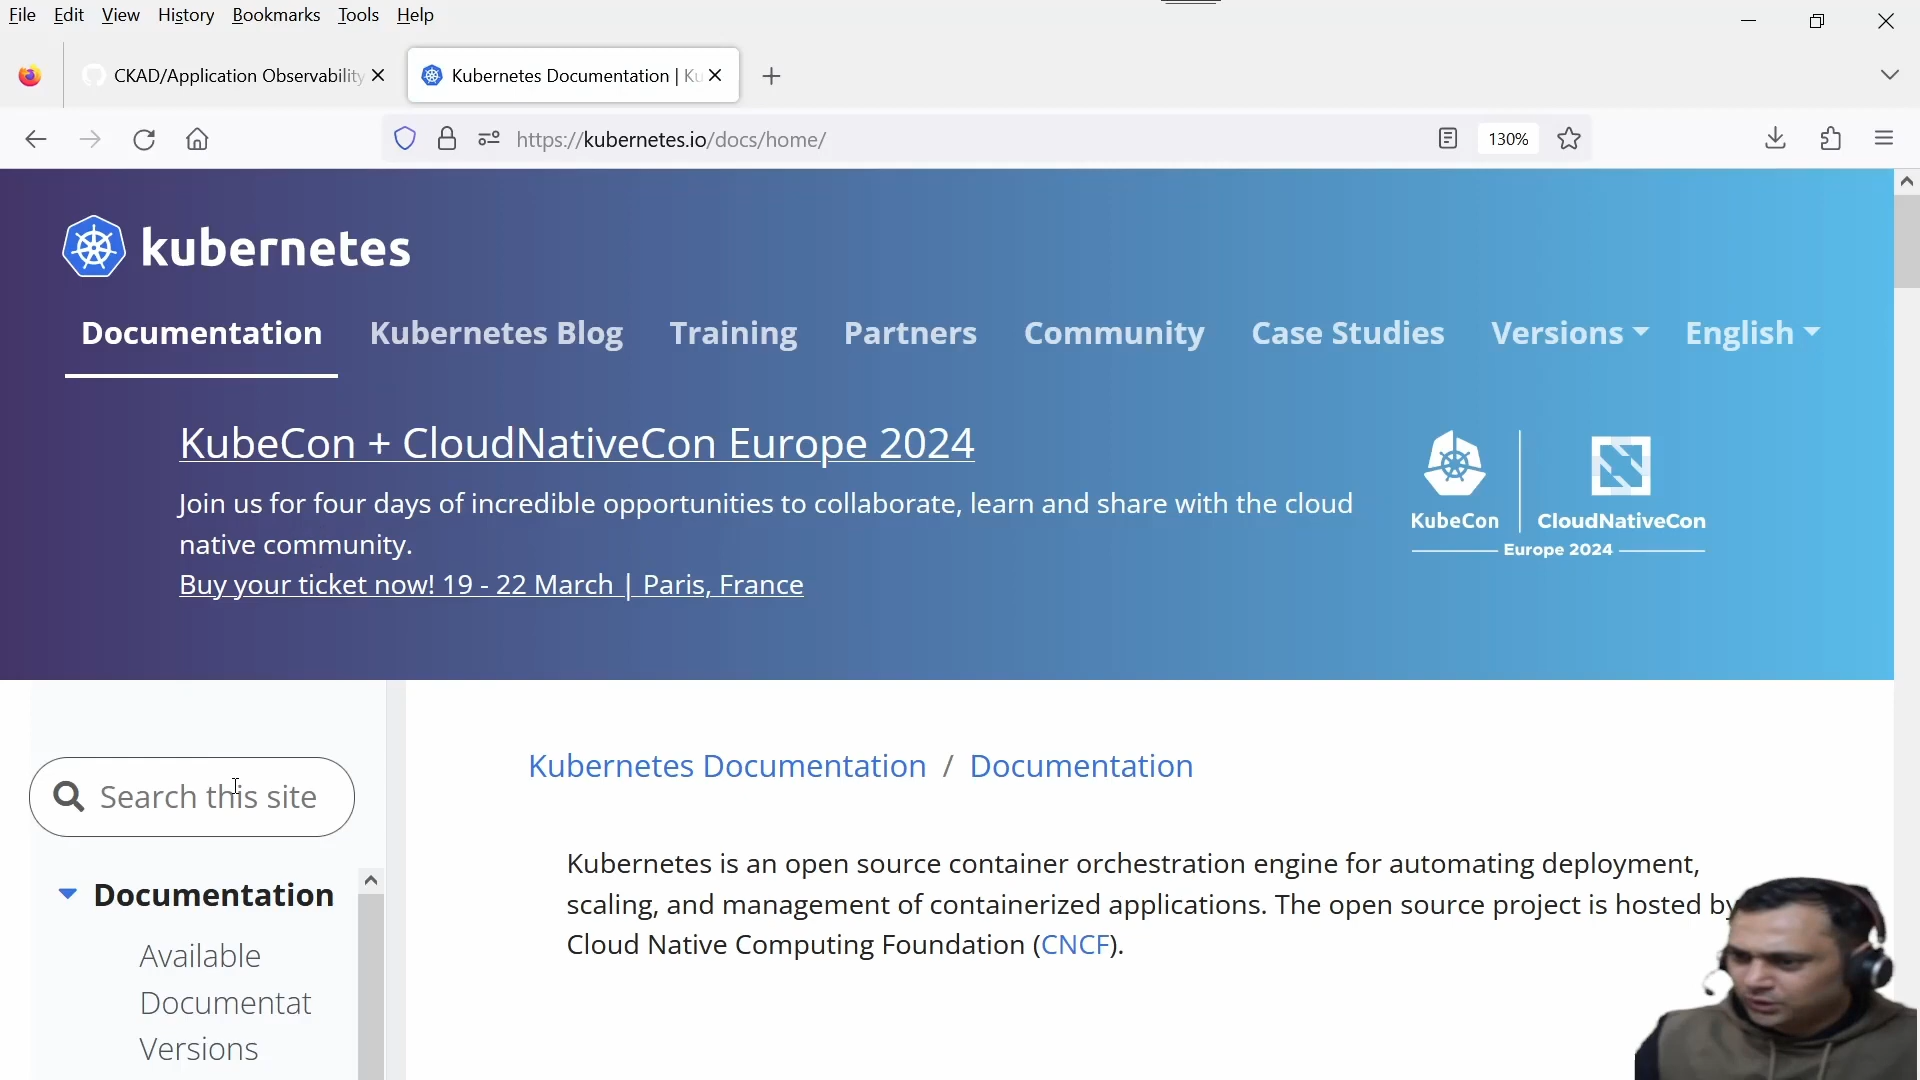 File Edit View History Bookmarks Tools Help
CKAD/Application Observability
Kubernetes Documentation | Ku
https://kubernetes.io/docs/home/
130%
kubernetes
Documentation Kubernetes Blog Training Partners Community Case Studies Versions English
KubeCon + CloudNativeCon Europe 2024
Join us for four days of incredible opportunities to collaborate, learn and share with the cloud
native community.
Buy your ticket now! 19 - 22 March | Paris, France
KubeCon CloudNativeCon
Europe 2024
Search this site
Documentation
Available
Documentat
Versions
Kubernetes Documentation / Documentation
Kubernetes is an open source container orchestration engine for automating deployment,
scaling, and management of containerized applications. The open source project is hosted by
Cloud Native Computing Foundation (CNCF).